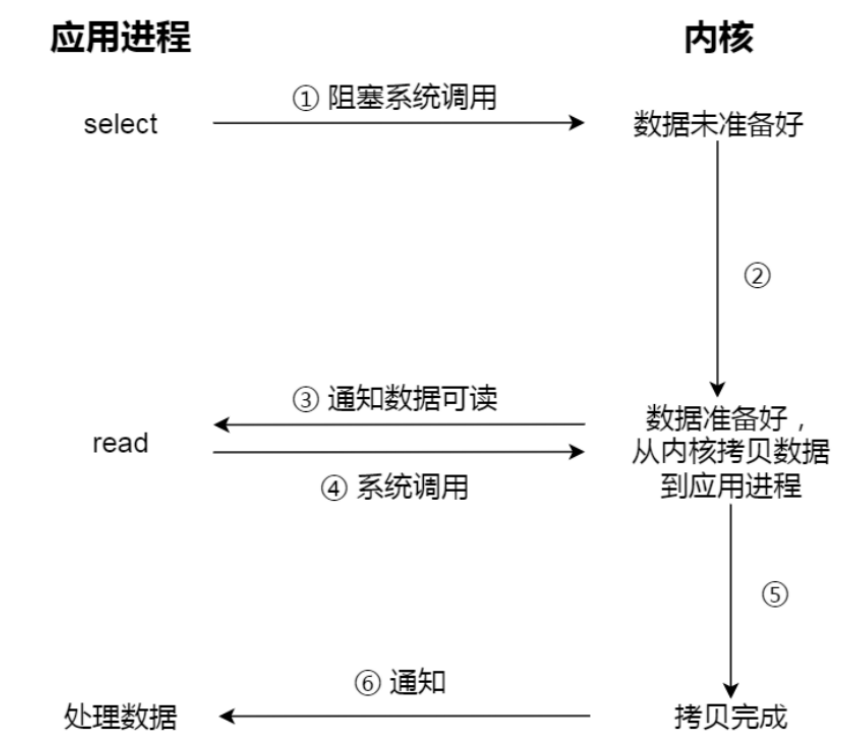 应用进程
内核
① 阻塞系统调用
select
数据未准备好
②
③ 通知数据可读
read
数据准备好，
从内核拷贝数据
到应用进程
④ 系统调用
⑤
⑥ 通知
处理数据
拷贝完成